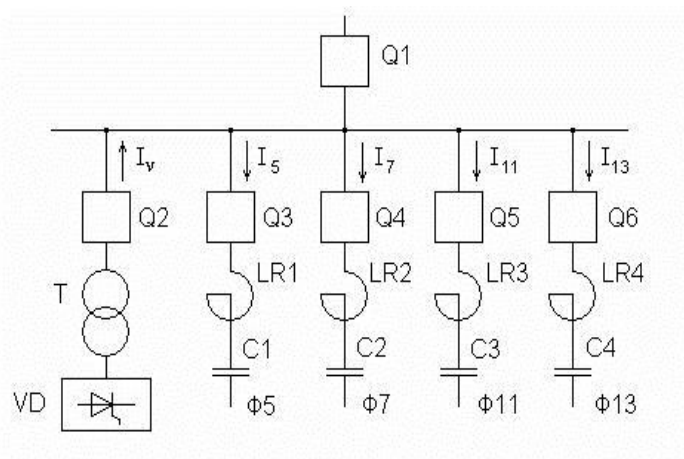 Q1
Iν I5 I7 I11 I13
Q2 Q3 Q4 Q5 Q6
T LR1 LR2 LR3 LR4
C1 C2 C3 C4
VD Ф5 Ф7 Ф11 Ф13